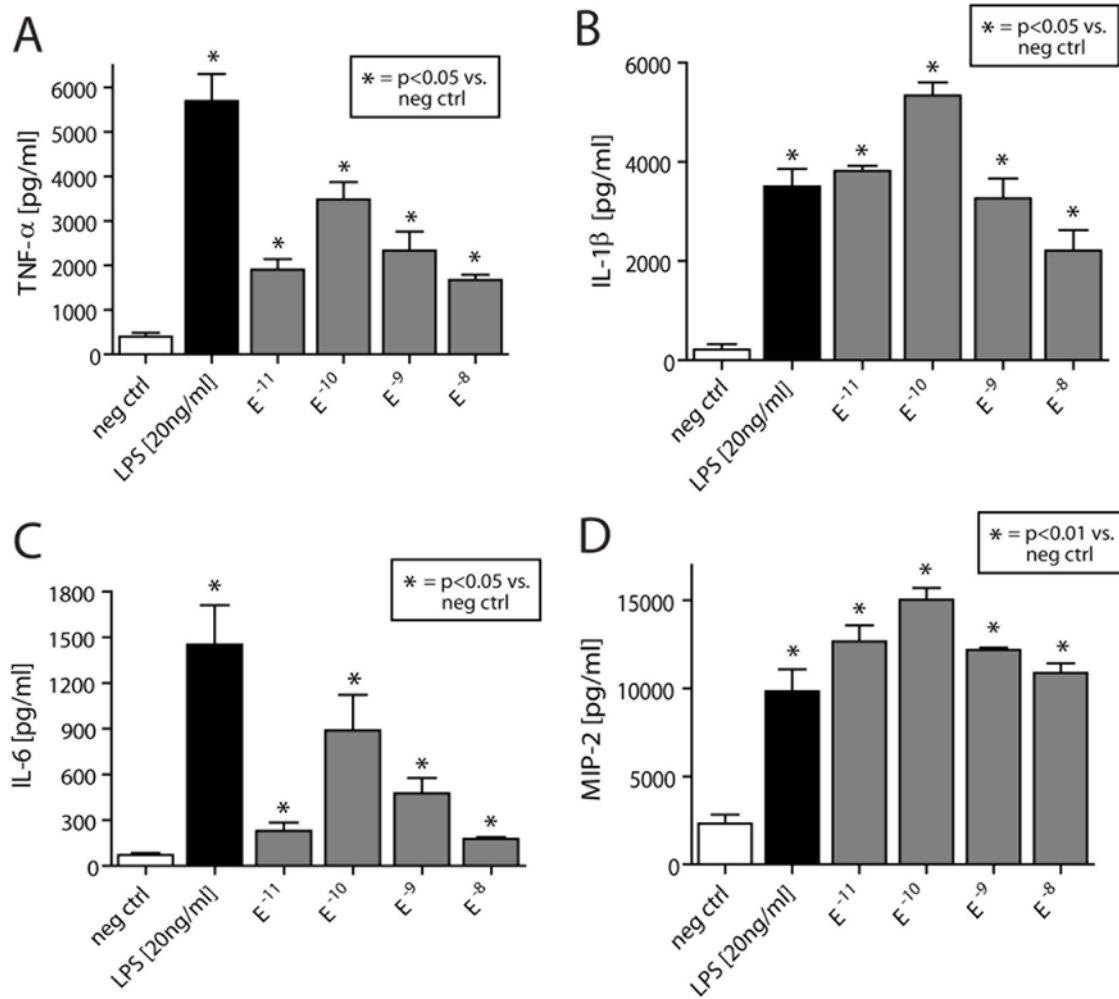 A
* = p<0.05 vs.
neg ctrl
TNF-α [pg/ml]
6000
5000
4000
3000
2000
1000
0
*
*
*
*
*
neg ctrl
LPS [20ng/ml]
E⁻¹¹
E⁻¹⁰
E⁻⁹
E⁻⁸
B
* = p<0.05 vs.
neg ctrl
IL-1β [pg/ml]
6000
4000
2000
0
*
*
*
*
*
neg ctrl
LPS [20ng/ml]
E⁻¹¹
E⁻¹⁰
E⁻⁹
E⁻⁸
C
* = p<0.05 vs.
neg ctrl
IL-6 [pg/ml]
1800
1500
1200
900
600
300
0
*
*
*
*
*
neg ctrl
LPS [20ng/ml]
E⁻¹¹
E⁻¹⁰
E⁻⁹
E⁻⁸
D
* = p<0.01 vs.
neg ctrl
MIP-2 [pg/ml]
15000
10000
5000
0
*
*
*
*
*
neg ctrl
LPS [20ng/ml]
E⁻¹¹
E⁻¹⁰
E⁻⁹
E⁻⁸